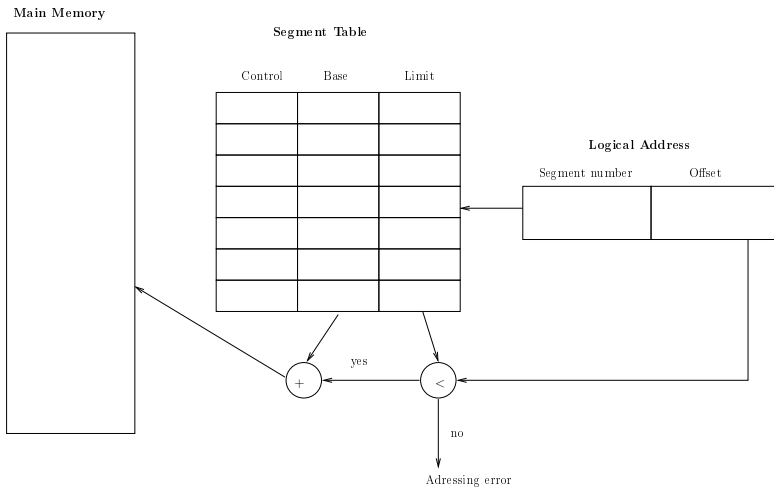 Main Memory
Segment Table
Control Base Limit
Logical Address
Segment number Offset
yes
+ <
no
Adressing error